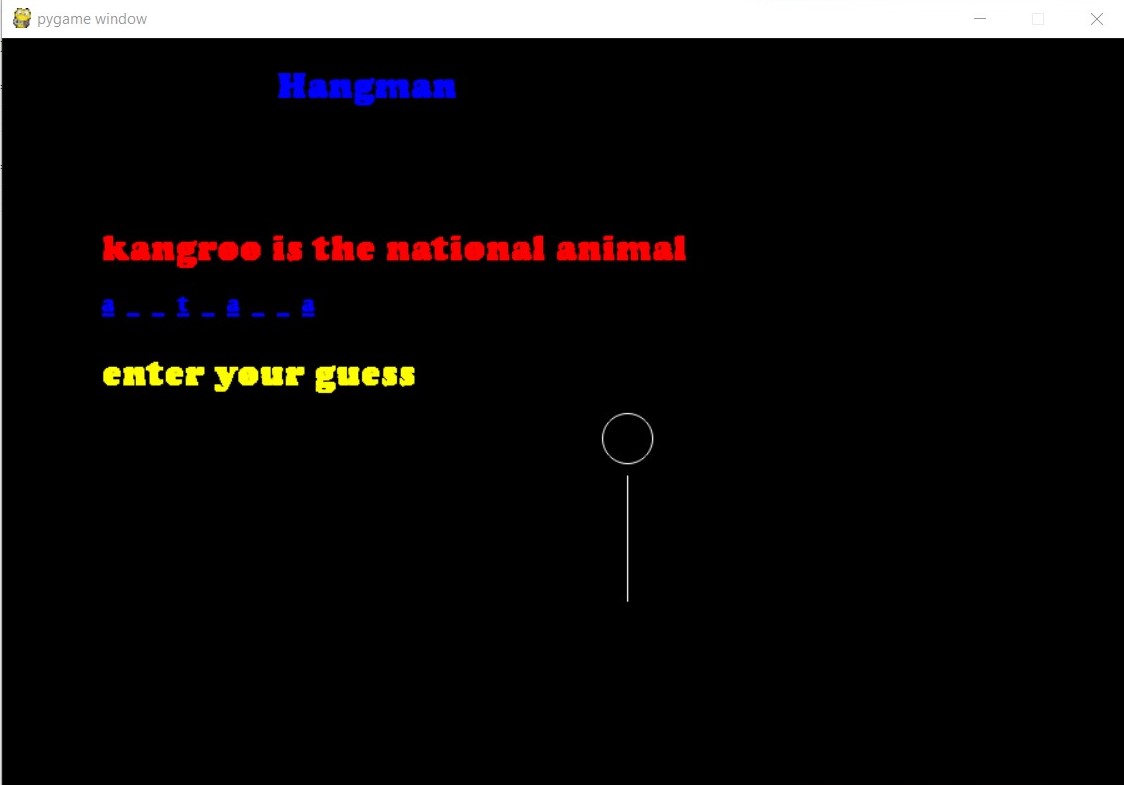 pygame window
Hangman
kangroo is the national animal
a _ _ t _ a _ _ a
enter your guess